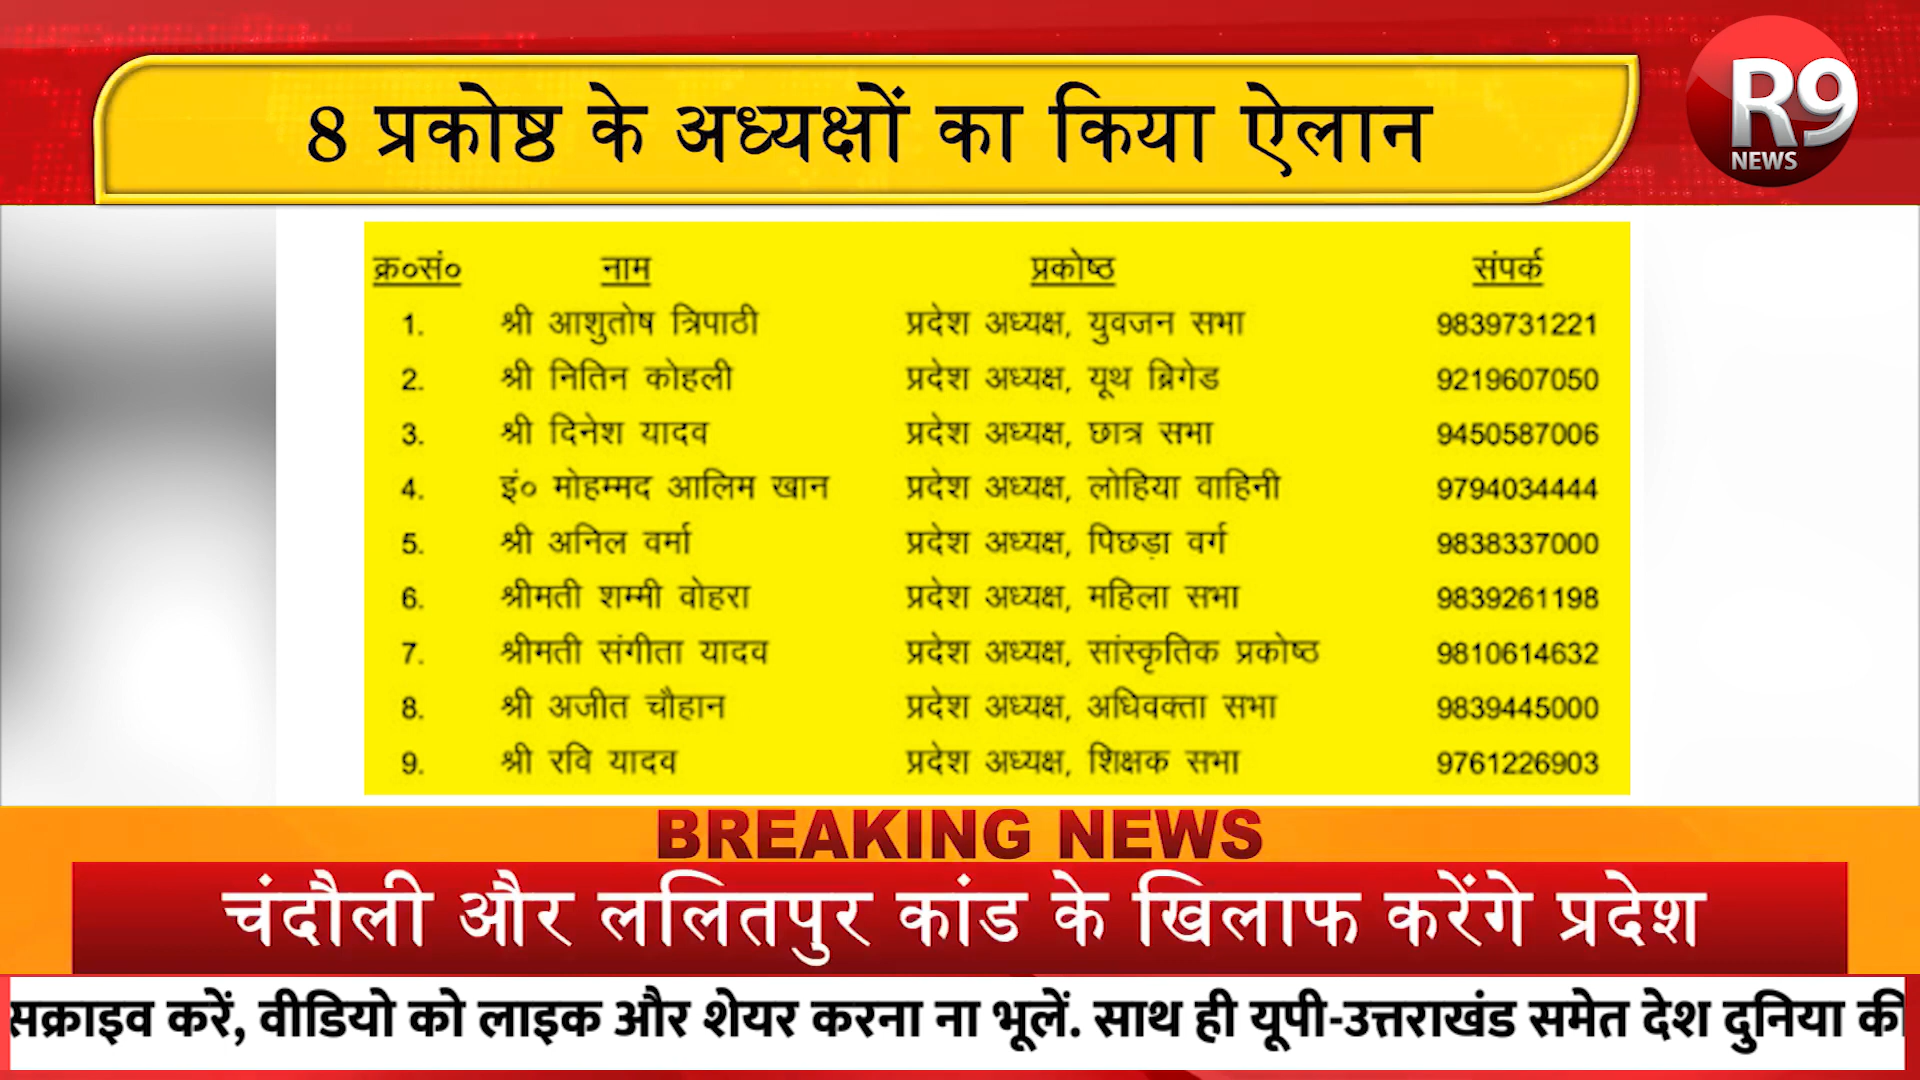 8 प्रकोष्ठ के अध्यक्षों का किया ऐलान
R9
NEWS
क्र०सं० नाम प्रकोष्ठ संपर्क
1. श्री आशुतोष त्रिपाठी प्रदेश अध्यक्ष, युवजन सभा 9839731221
2. श्री नितिन कोहली प्रदेश अध्यक्ष, यूथ ब्रिगेड 9219607050
3. श्री दिनेश यादव प्रदेश अध्यक्ष, छात्र सभा 9450587006
4. इं० मोहम्मद आलिम खान प्रदेश अध्यक्ष, लोहिया वाहिनी 9794034444
5. श्री अनिल वर्मा प्रदेश अध्यक्ष, पिछड़ा वर्ग 9838337000
6. श्रीमती शम्मी वोहरा प्रदेश अध्यक्ष, महिला सभा 9839261198
7. श्रीमती संगीता यादव प्रदेश अध्यक्ष, सांस्कृतिक प्रकोष्ठ 9810614632
8. श्री अजीत चौहान प्रदेश अध्यक्ष, अधिवक्ता सभा 9839445000
9. श्री रवि यादव प्रदेश अध्यक्ष, शिक्षक सभा 9761226903
BREAKING NEWS
चंदौली और ललितपुर कांड के खिलाफ करेंगे प्रदेश
सक्राइव करें, वीडियो को लाइक और शेयर करना ना भूलें. साथ ही यूपी-उत्तराखंड समेत देश दुनिया की